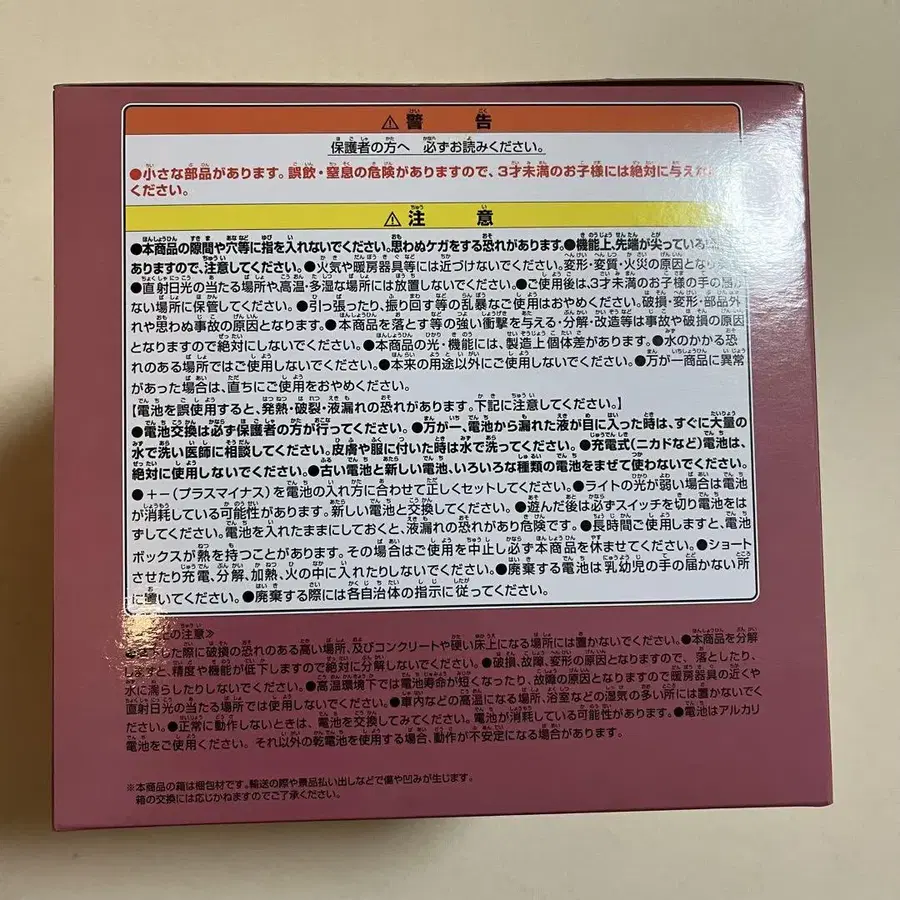 ⚠警告
保護者の方へ 必ずお読みください。
●小さな部品があります。誤飲・窒息の危険がありますので、3才未満のお子様には絶対に与えな
ください。
⚠注意
●本商品の隙間や穴等に指を入れないでください。思わぬケガをする恐れがあります。●機能上、先端が尖っている
ありますので、注意してください。●火気や暖房器具等には近づけないでください。変形・変質・火災の原因となり
●直射日光の当たる場所や高温・多湿な場所には放置しないでください。●ご使用後は、3才未満のお子様の手の届か
ない場所に保管してください。●引っ張ったり、振り回す等の乱暴なご使用はおやめください。破損・変形・部品外
れや思わぬ事故の原因となります。●本商品を落とす等の強い衝撃を与える・分解・改造等は事故や破損の原因
となりますので絶対にしないでください。●本商品の光・機能には、製造上個体差があります。●水のかかる恐
れのある場所ではご使用しないでください。●本来の用途以外にご使用しないでください。●万が一商品に異常
があった場合は、直ちにご使用をおやめください。
【電池を誤使用すると、発熱・破裂・液漏れの恐れがあります。下記に注意してください。】
●電池交換は必ず保護者の方が行ってください。●万が一、電池から漏れた液が目に入った時は、すぐに大量の
水で洗い医師に相談してください。皮膚や服に付いた時は水で洗ってください。●充電式(ニカドなど)電池は、
絶対に使用しないでください。●古い電池と新しい電池、いろいろな種類の電池をまぜて使わないでください。
●＋－(プラスマイナス)を電池の入れ方に合わせて正しくセットしてください。●ライトの光が弱い場合は電池
が消耗している可能性があります。新しい電池と交換してください。●遊んだ後は必ずスイッチを切り電池をは
ずしてください。電池を入れたままにしておくと、液漏れの恐れがあり危険です。●長時間ご使用しますと、電池
ボックスが熱を持つことがあります。その場合はご使用を中止し必ず本商品を休ませてください。●ショート
させたり充電、分解、加熱、火の中に入れたりしないでください。●廃棄する電池は乳幼児の手の届かない所
に置いてください。●廃棄する際には各自治体の指示に従ってください。
上の注意≫
した際に破損の恐れのある高い場所、及びコンクリートや硬い床上になる場所には置かないでください。●本商品を分解
しますと、精度や機能が低下しますので絶対に分解しないでください。●破損、故障、変形の原因となりますので、落としたり、
水に濡らしたりしないでください。●高温環境下では電池寿命が短くなったり、故障の原因となりますので暖房器具の近くや
直射日光の当たる場所では使用しないでください。●車内などの高温になる場所、浴室などの湿気の多い所には置かないでく
ださい。●正常に動作しないときは、電池を交換してみてください。電池が消耗している可能性があります。●電池はアルカリ
電池をご使用ください。それ以外の乾電池を使用する場合、動作が不安定になる場合があります。
※本商品の箱は梱包材です。輸送の際や景品払い出しなどで傷や凹みが生じます。
箱の交換には応じかねますのでご了承ください。